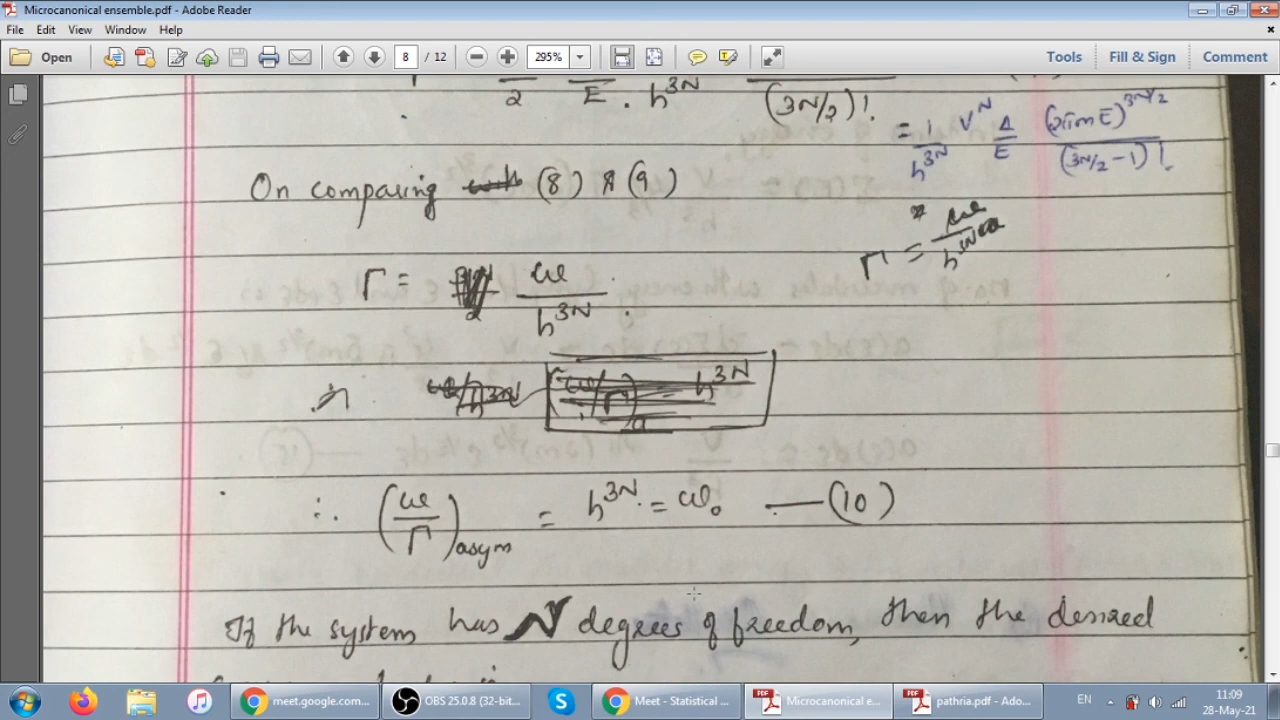 Microcanonical ensemble.pdf - Adobe Reader
File Edit View Window Help
Open 8 / 12 295% Tools Fill & Sign Comment
2 E . h^3N (3N/2)!
= 1/h^3N V^N Δ/E (2πmE)^3N/2 / (3N/2 - 1)!
On comparing (8) & (9)
Γ = ω / h^3N
∴ (ω/Γ)asym = h^3N = ω₀ —(10)
If the system has N degrees of freedom, then the desired
meet.google.com... OBS 25.0.8 (32-bit... Meet - Statistical ... Microcanonical e... pathria.pdf - Ado... EN 11:09
28-May-21